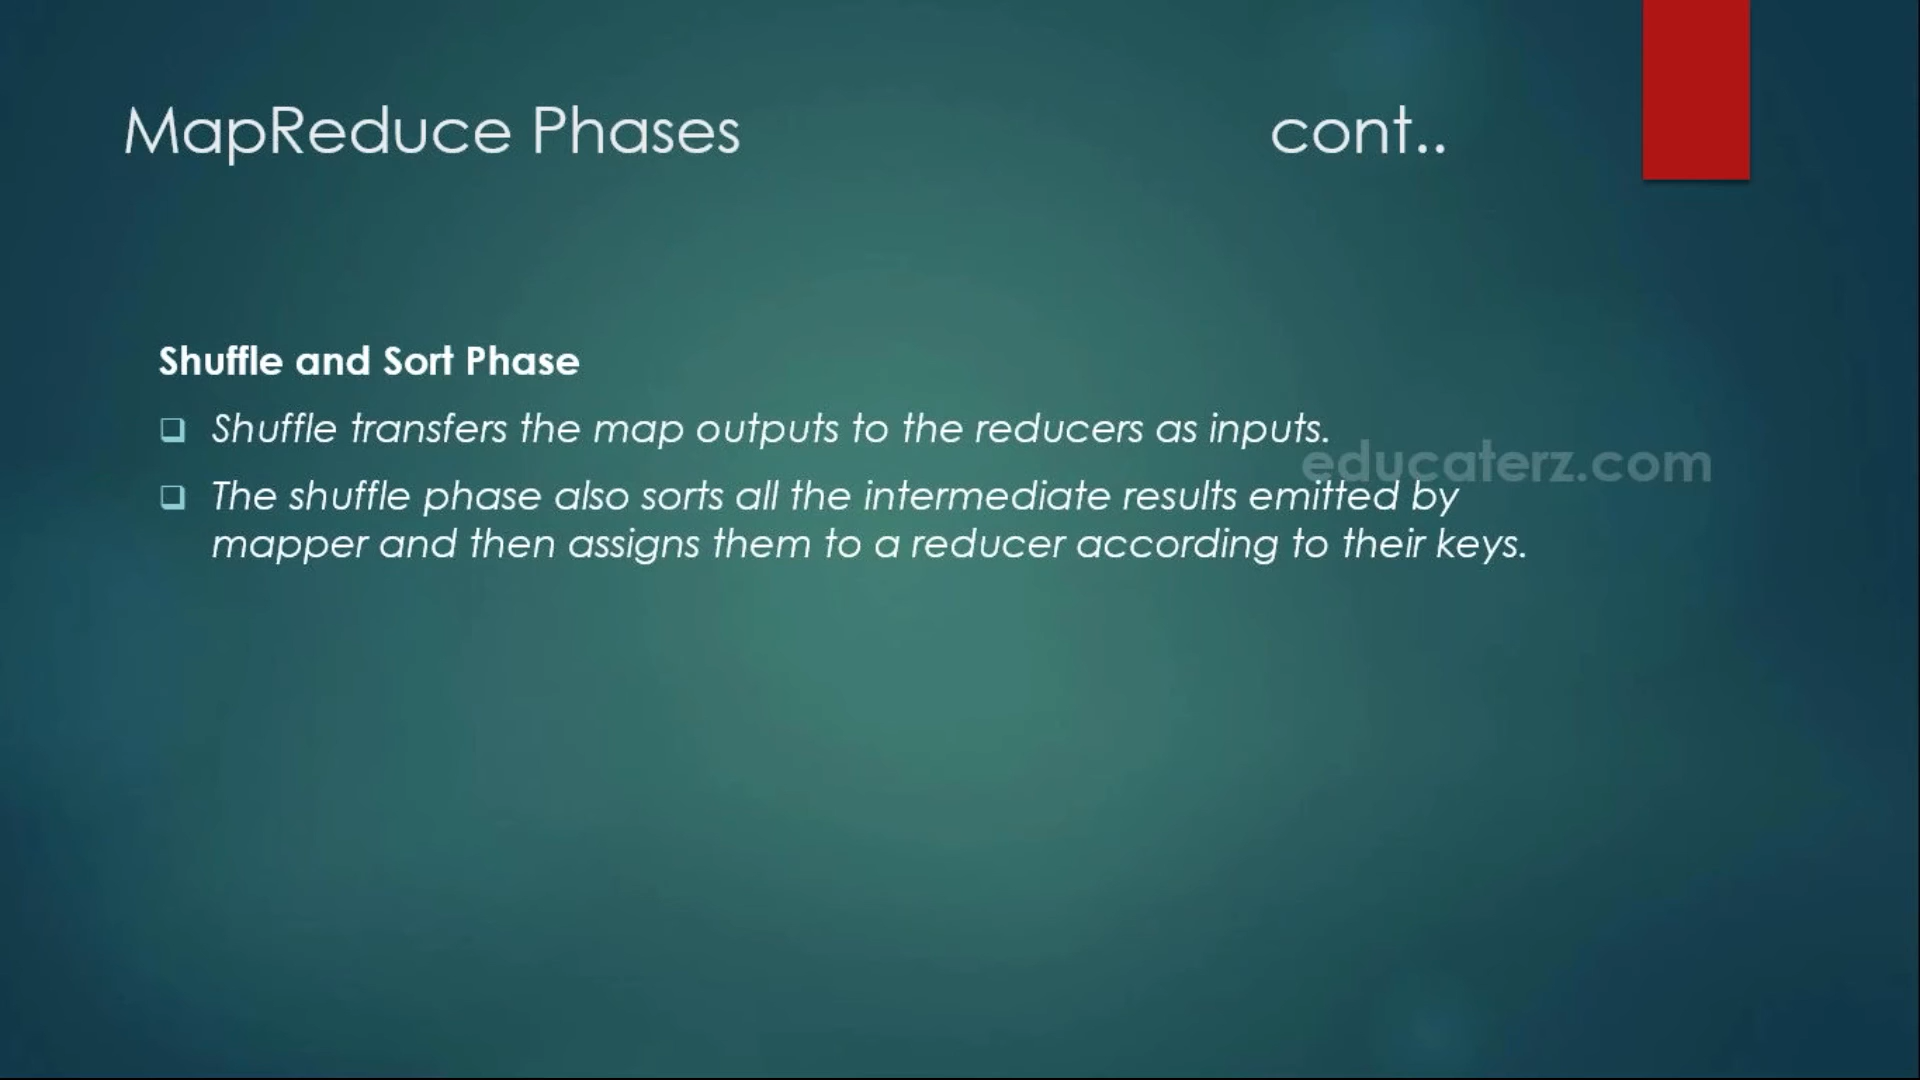 MapReduce Phases cont..
Shuffle and Sort Phase
Shuffle transfers the map outputs to the reducers as inputs.
educaterz.com
The shuffle phase also sorts all the intermediate results emitted by
mapper and then assigns them to a reducer according to their keys.